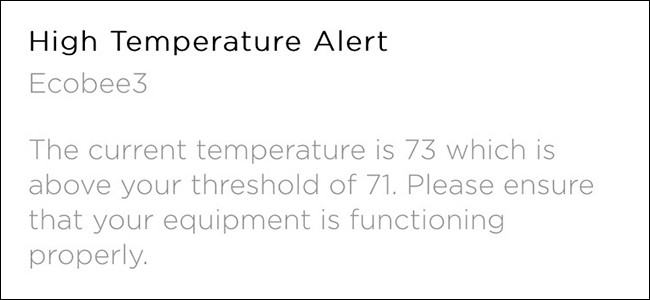 High Temperature Alert
Ecobee3
The current temperature is 73 which is
above your threshold of 71. Please ensure
that your equipment is functioning
properly.